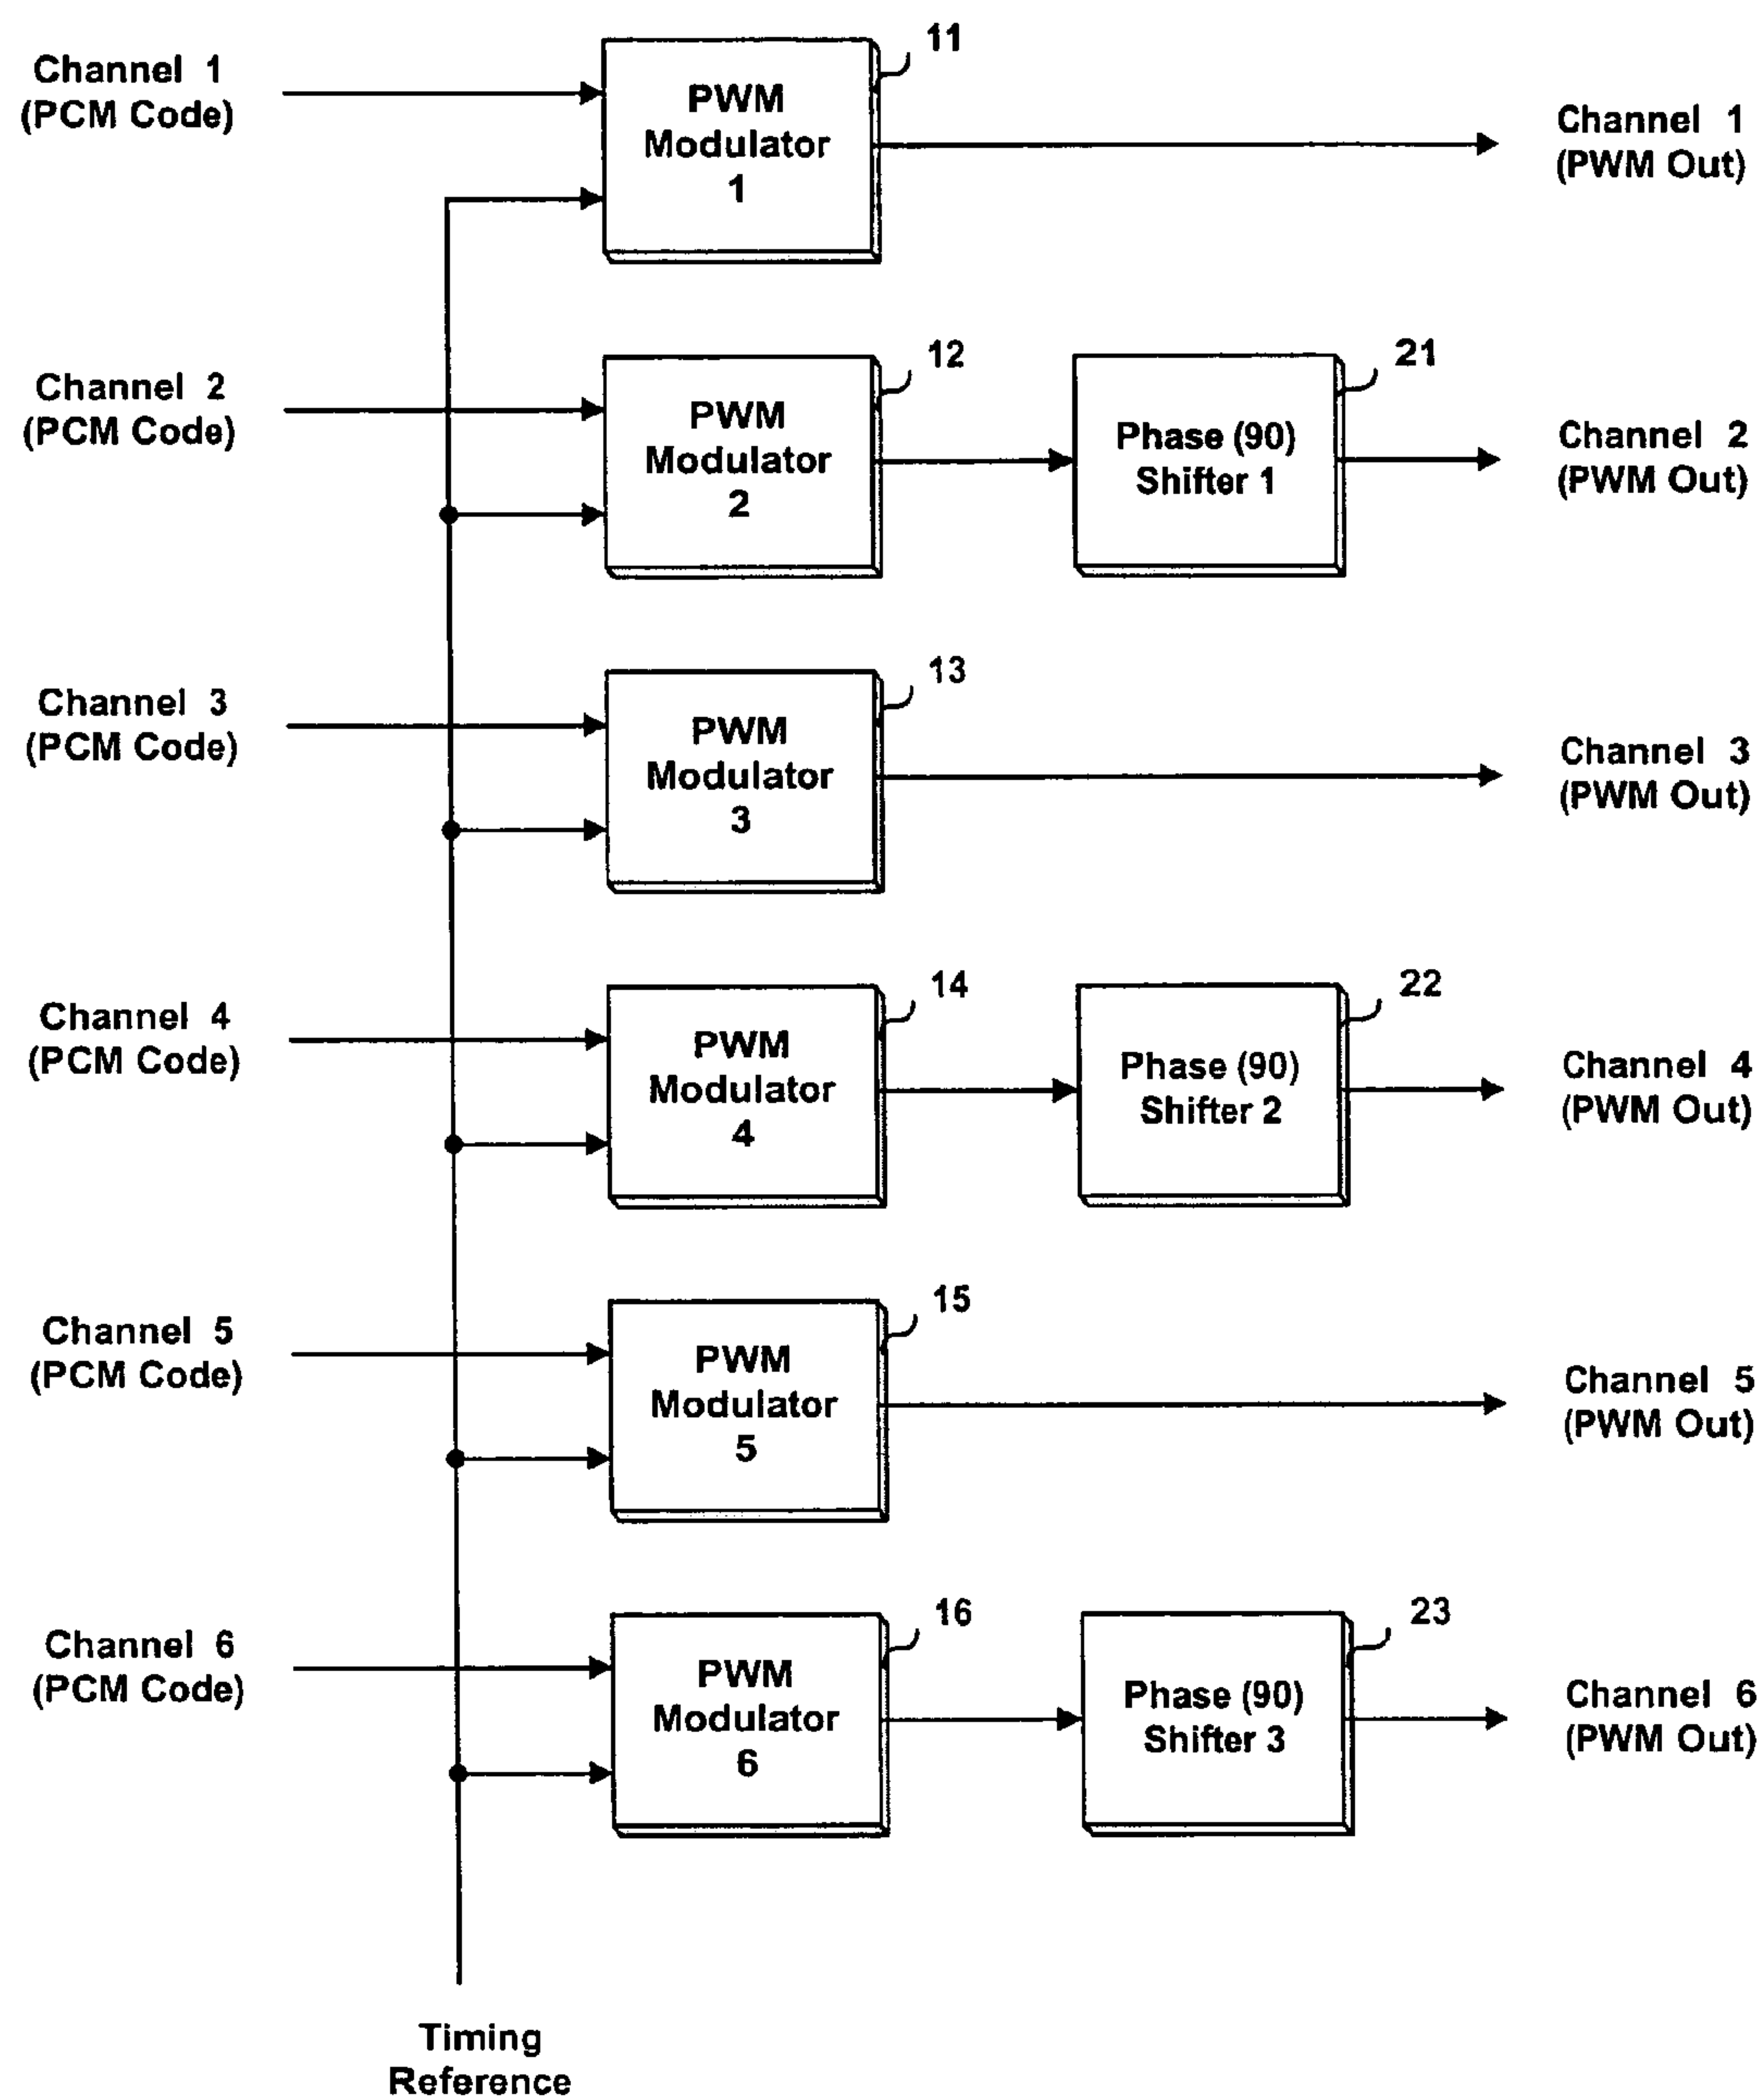 Channel 1
(PCM Code)
PWM
Modulator
1
11
Channel 1
(PWM Out)
Channel 2
(PCM Code)
PWM
Modulator
2
12
Phase (90)
Shifter 1
21
Channel 2
(PWM Out)
Channel 3
(PCM Code)
PWM
Modulator
3
13
Channel 3
(PWM Out)
Channel 4
(PCM Code)
PWM
Modulator
4
14
Phase (90)
Shifter 2
22
Channel 4
(PWM Out)
Channel 5
(PCM Code)
PWM
Modulator
5
15
Channel 5
(PWM Out)
Channel 6
(PCM Code)
PWM
Modulator
6
16
Phase (90)
Shifter 3
23
Channel 6
(PWM Out)
Timing
Reference